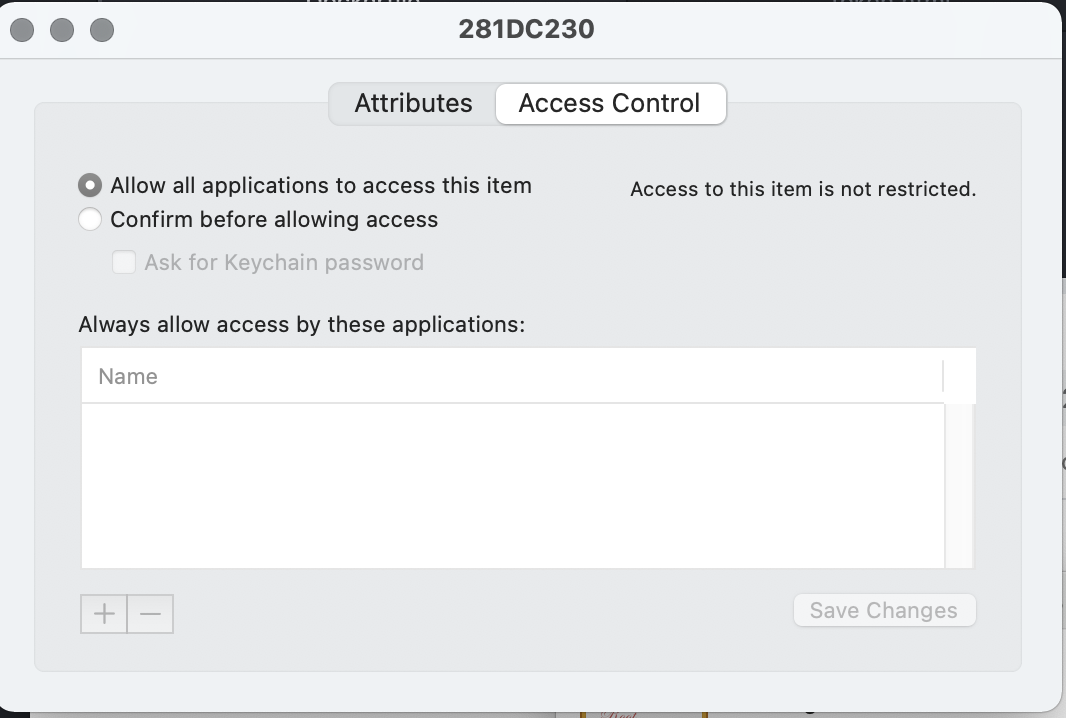 281DC230
Attributes
Access Control
Allow all applications to access this item
Access to this item is not restricted.
Confirm before allowing access
Ask for Keychain password
Always allow access by these applications:
Name
Save Changes